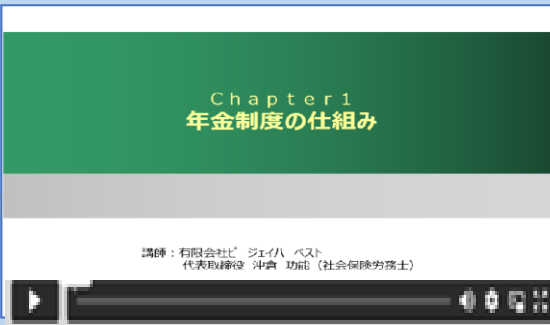 Chapter1
年金制度の仕組み
講師：有限会社ビ ジェイハ ベスト
代表取締役 沖倉 功能（社会保険労務士）